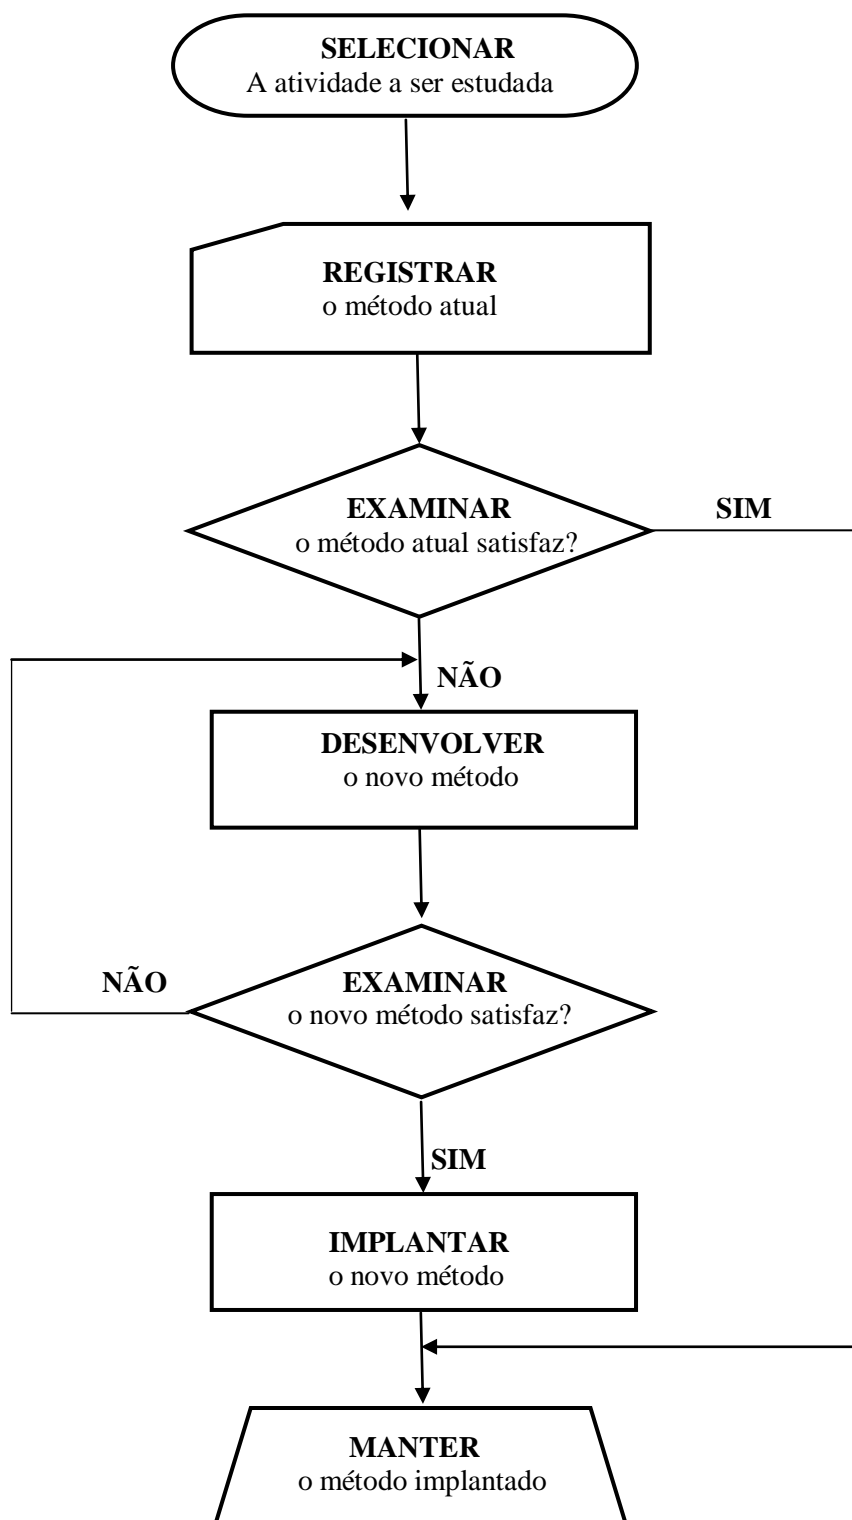 SELECIONAR
A atividade a ser estudada
REGISTRAR
o método atual
EXAMINAR
o método atual satisfaz?
SIM
NÃO
DESENVOLVER
o novo método
NÃO
EXAMINAR
o novo método satisfaz?
SIM
IMPLANTAR
o novo método
MANTER
o método implantado